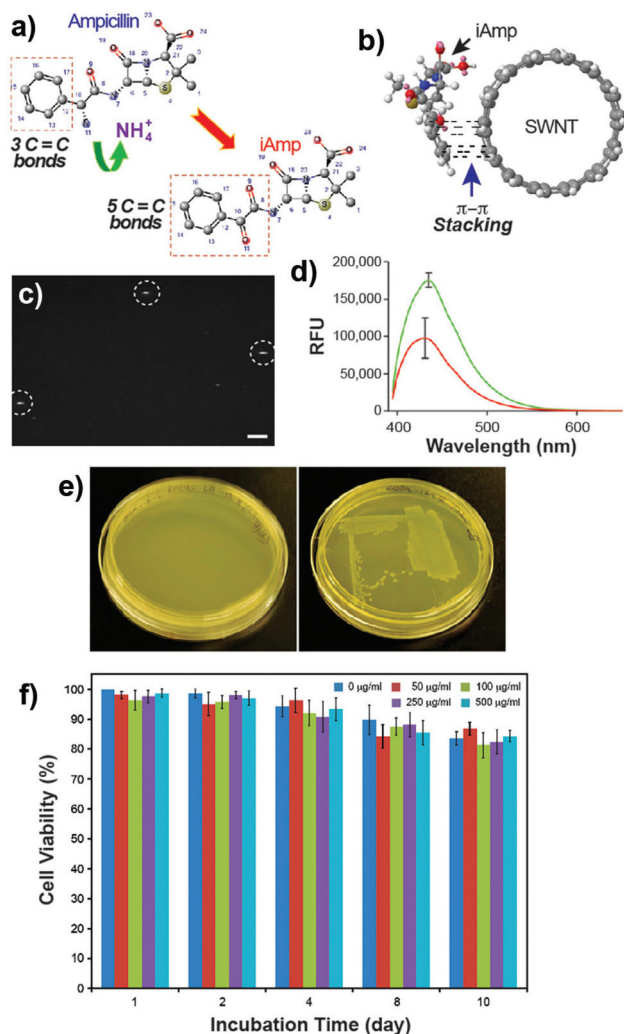 a)
Ampicillin
3 C = C
bonds
NH4+
iAmp
5 C = C
bonds
b)
iAmp
SWNT
π–π
Stacking
c)
d)
200,000
150,000
100,000
50,000
0
RFU
400
500
600
Wavelength (nm)
e)
f)
0 μg/ml
50 μg/ml
100 μg/ml
250 μg/ml
500 μg/ml
100
90
80
70
60
50
40
30
20
10
0
Cell Viability (%)
1
2
4
8
10
Incubation Time (day)